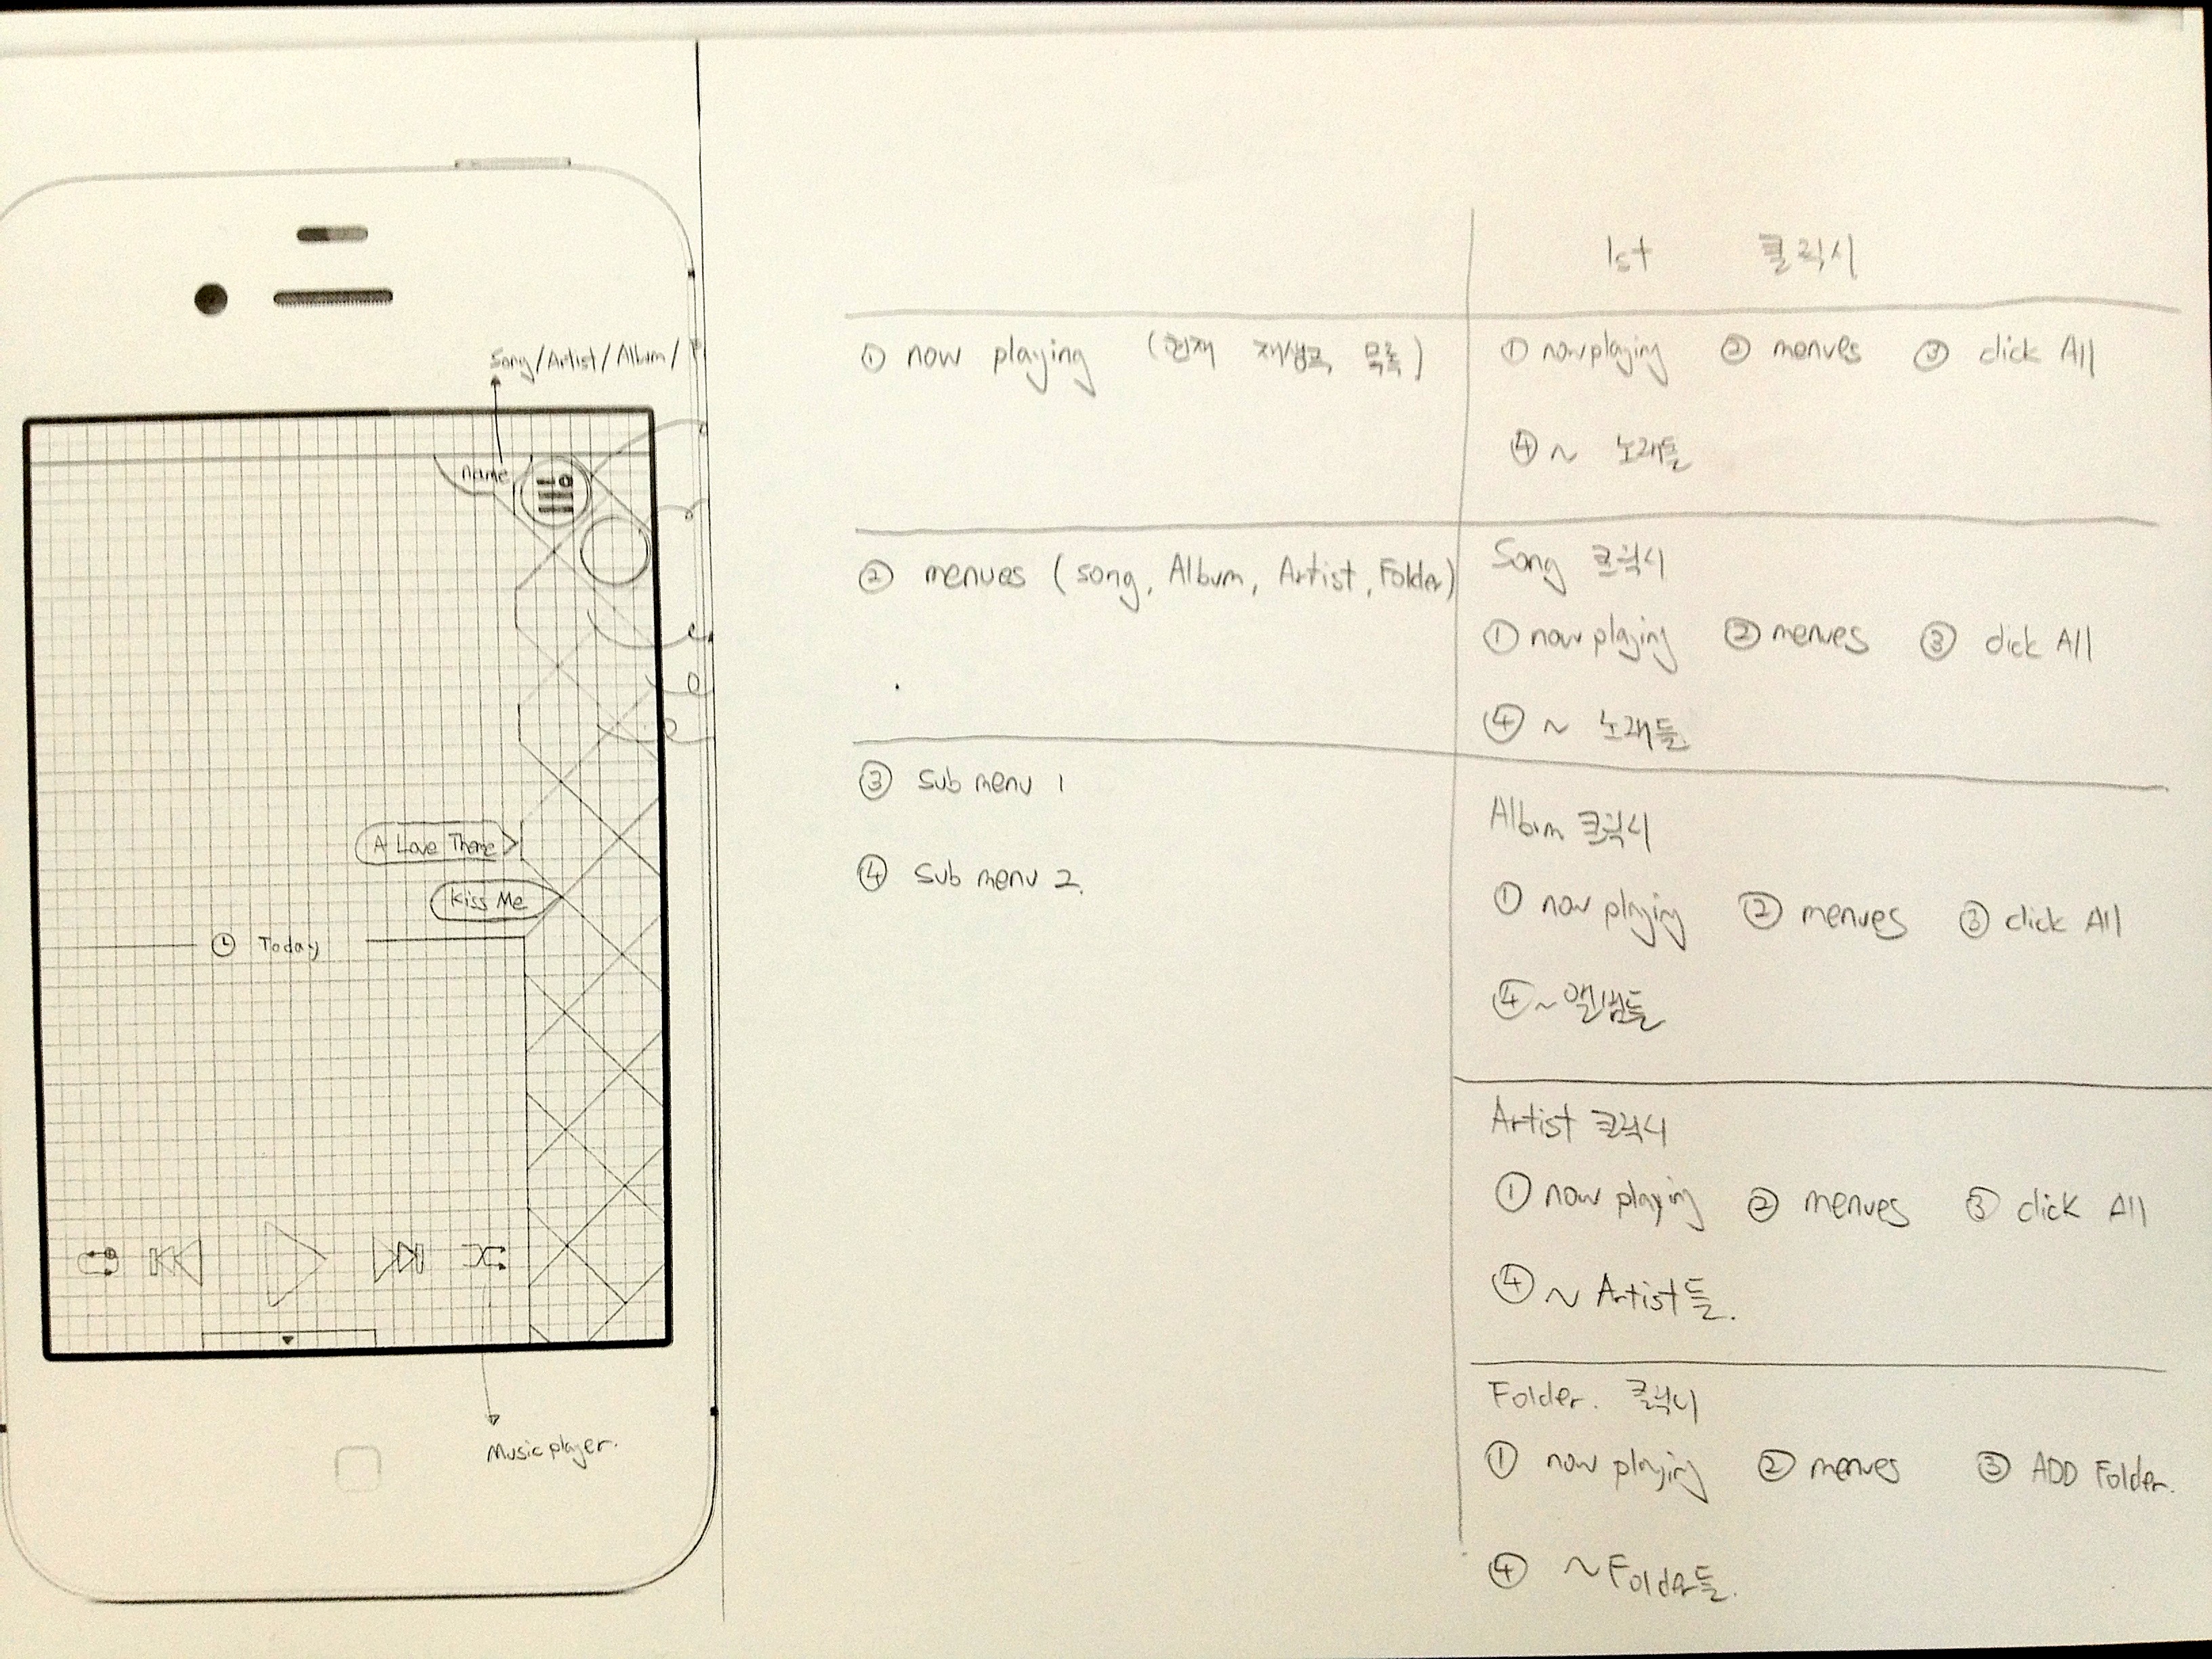 Song/Artist/Album/
name
A Love Theme
Kiss Me
Today
Music player.
1st 클릭시
① now playing (현재 재생곡 목록)
② menues (song, Album, Artist, Folder)
③ sub menu 1
④ sub menu 2.
① now playing ② menues ③ click All
④ ~ 노래들
Song 클릭시
① now playing ② menues ③ click All
④ ~ 노래들.
Album 클릭시
① now playing ② menues ③ click All
④ ~ 앨범들
Artist 클릭시
① now playing ② menues ③ click All
④ ~ Artist들.
Folder. 클릭시
① now playing ② menues ③ ADD Folder.
④ ~ Folder들.